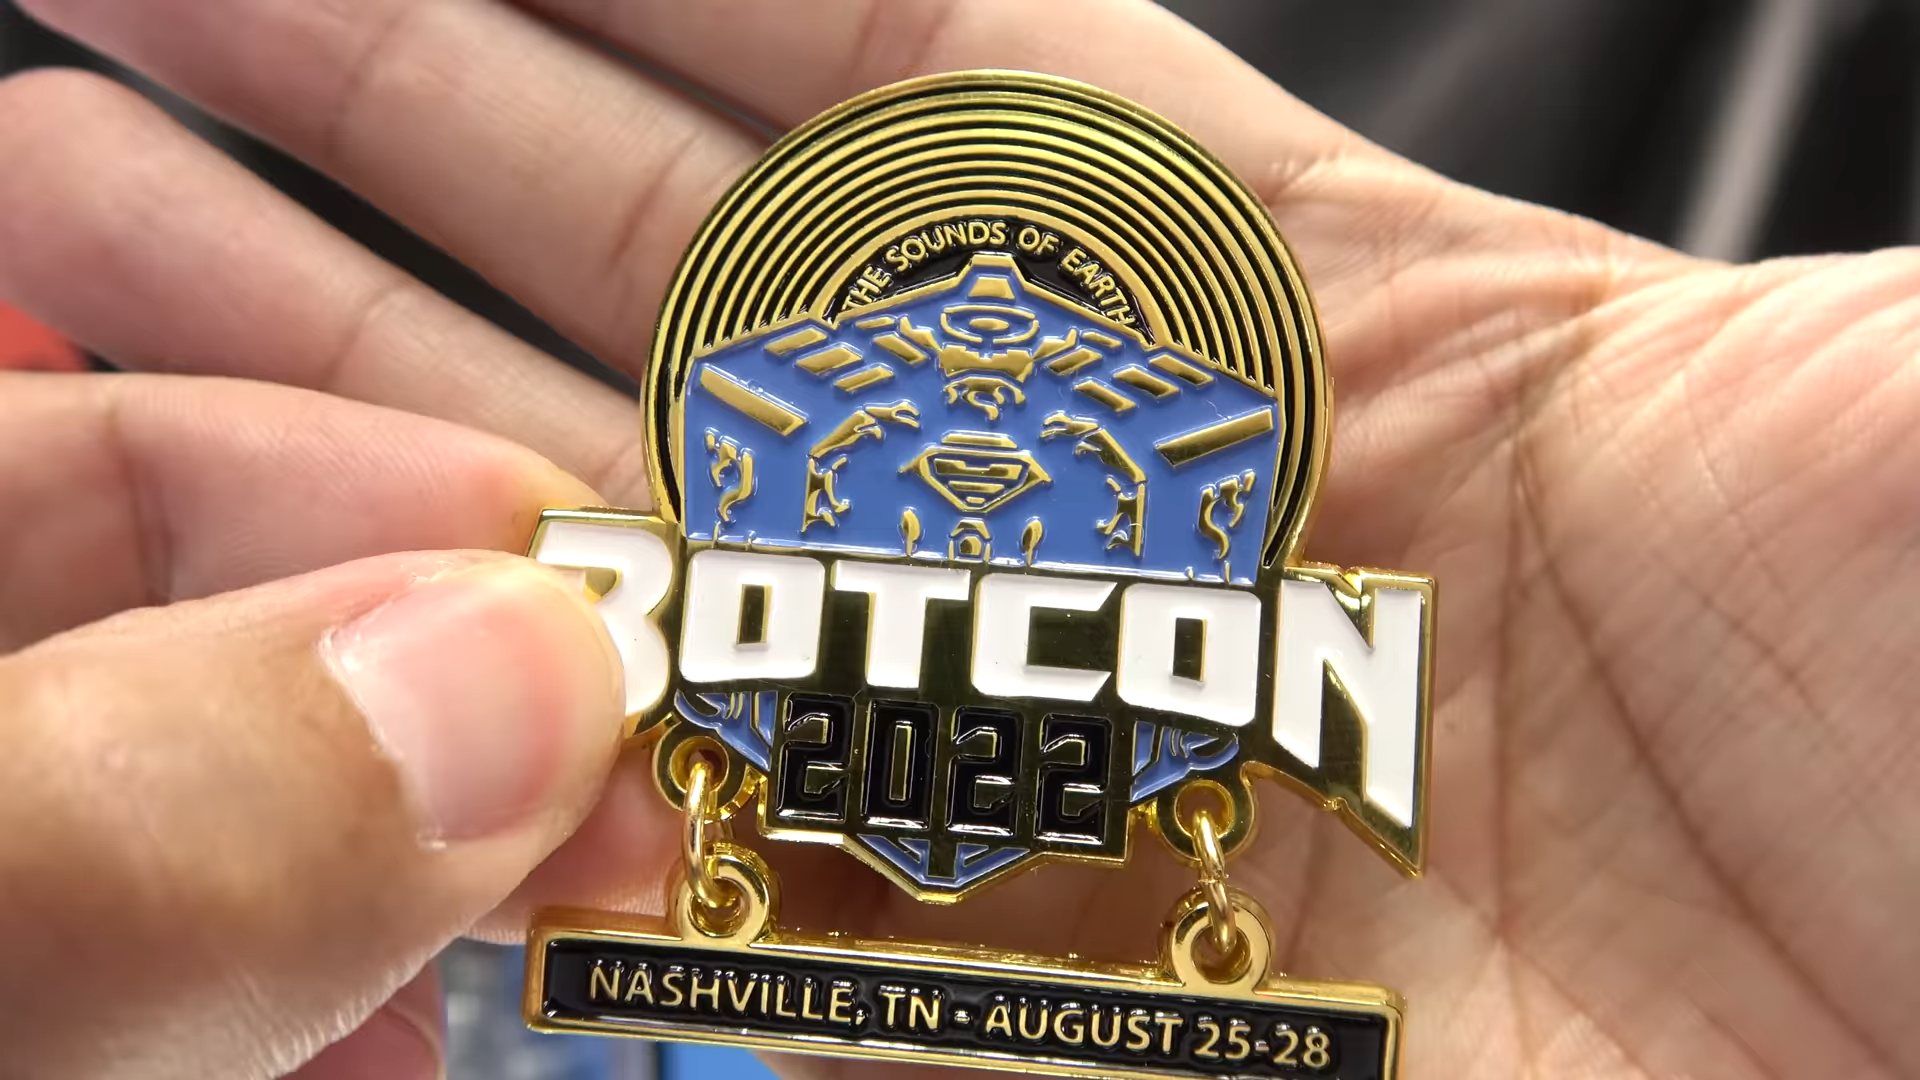 THE SOUNDS OF EARTH
BOTCON
2022
NASHVILLE, TN - AUGUST 25-28